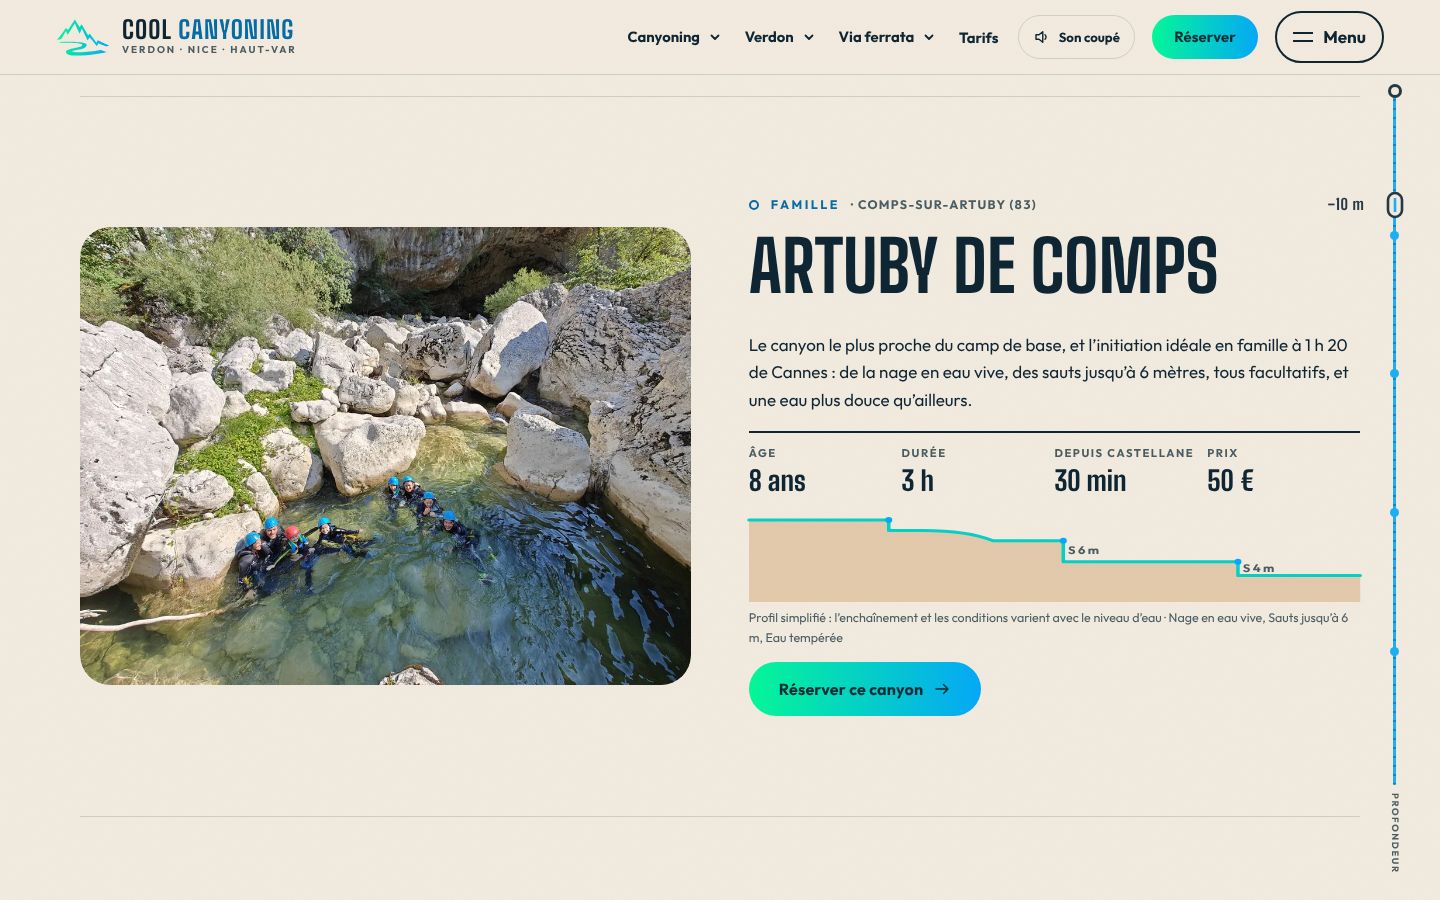 COOL CANYONING
VERDON · NICE · HAUT-VAR
Canyoning
Verdon
Via ferrata
Tarifs
Son coupé
Réserver
Menu
FAMILLE · COMPS-SUR-ARTUBY (83)
−10 m
ARTUBY DE COMPS
Le canyon le plus proche du camp de base, et l’initiation idéale en famille à 1 h 20
de Cannes : de la nage en eau vive, des sauts jusqu’à 6 mètres, tous facultatifs, et
une eau plus douce qu’ailleurs.
ÂGE
8 ans
DURÉE
3 h
DEPUIS CASTELLANE
30 min
PRIX
50 €
S6m
S4m
Profil simplifié : l’enchaînement et les conditions varient avec le niveau d’eau · Nage en eau vive, Sauts jusqu’à 6
m, Eau tempérée
Réserver ce canyon
PROFONDEUR